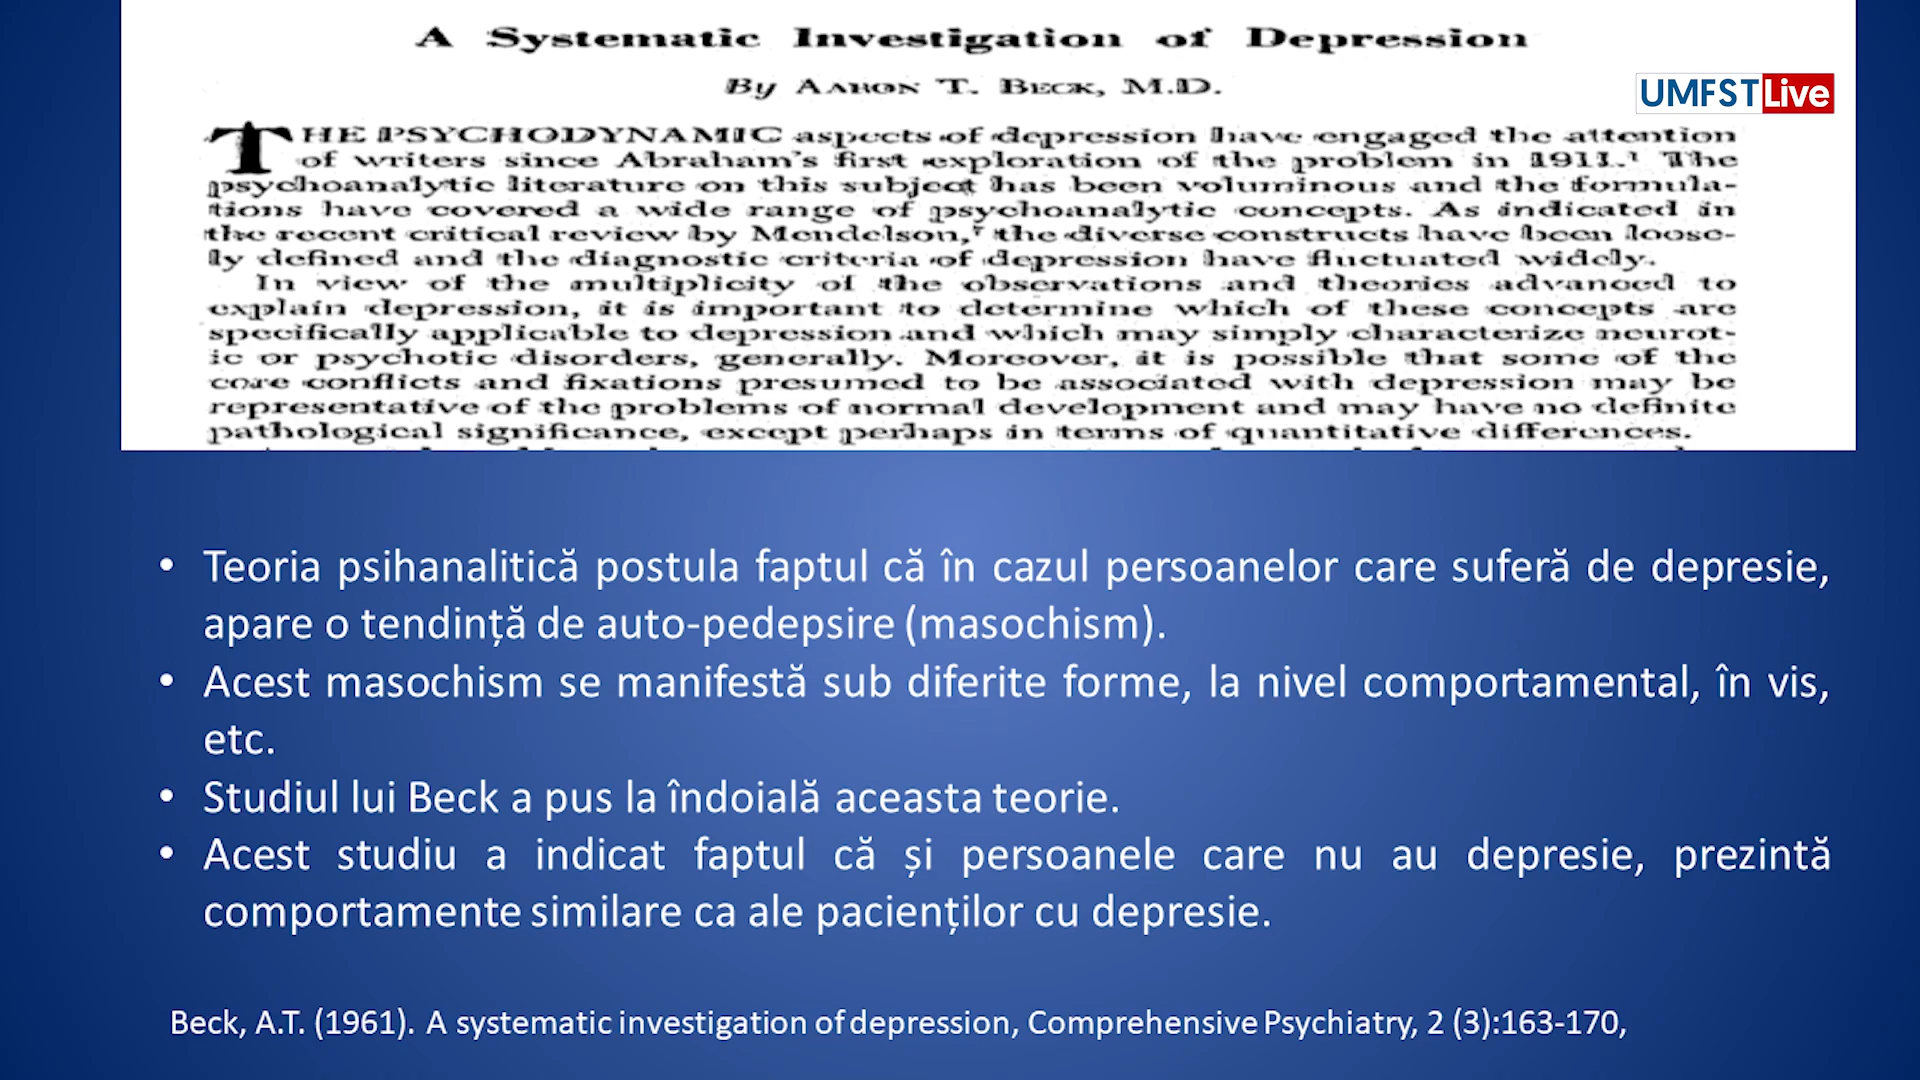 A Systematic Investigation of Depression
By AARON T. BECK, M.D.
UMFST Live
THE PSYCHODYNAMIC aspects of depression have engaged the attention
of writers since Abraham's first exploration of the problem in 1911.¹ The
psychoanalytic literature on this subject has been voluminous and the formula-
tions have covered a wide range of psychoanalytic concepts. As indicated in
the recent critical review by Mendelson,⁷ the diverse constructs have been loose-
ly defined and the diagnostic criteria of depression have fluctuated widely.
In view of the multiplicity of the observations and theories advanced to
explain depression, it is important to determine which of these concepts are
specifically applicable to depression and which may simply characterize neurot-
ic or psychotic disorders, generally. Moreover, it is possible that some of the
core conflicts and fixations presumed to be associated with depression may be
representative of the problems of normal development and may have no definite
pathological significance, except perhaps in terms of quantitative differences.
• Teoria psihanalitică postula faptul că în cazul persoanelor care suferă de depresie,
apare o tendință de auto-pedepsire (masochism).
• Acest masochism se manifestă sub diferite forme, la nivel comportamental, în vis,
etc.
• Studiul lui Beck a pus la îndoială aceasta teorie.
• Acest studiu a indicat faptul că și persoanele care nu au depresie, prezintă
comportamente similare ca ale pacienților cu depresie.
Beck, A.T. (1961). A systematic investigation of depression, Comprehensive Psychiatry, 2 (3):163-170,